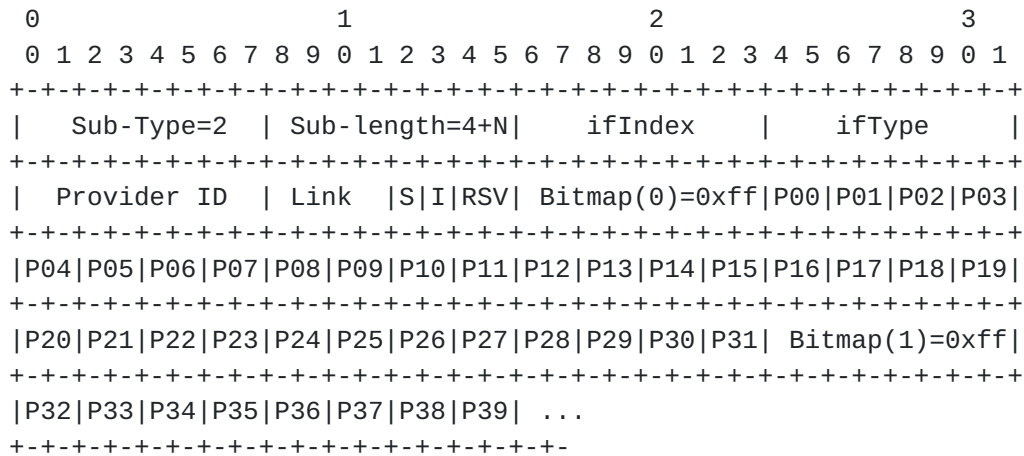 0                   1                   2                   3
 0 1 2 3 4 5 6 7 8 9 0 1 2 3 4 5 6 7 8 9 0 1 2 3 4 5 6 7 8 9 0 1
+-+-+-+-+-+-+-+-+-+-+-+-+-+-+-+-+-+-+-+-+-+-+-+-+-+-+-+-+-+-+-+-+
|   Sub-Type=2  | Sub-length=4+N|    ifIndex    |    ifType     |
+-+-+-+-+-+-+-+-+-+-+-+-+-+-+-+-+-+-+-+-+-+-+-+-+-+-+-+-+-+-+-+-+
|  Provider ID  | Link  |S|I|RSV| Bitmap(0)=0xff|P00|P01|P02|P03|
+-+-+-+-+-+-+-+-+-+-+-+-+-+-+-+-+-+-+-+-+-+-+-+-+-+-+-+-+-+-+-+-+
|P04|P05|P06|P07|P08|P09|P10|P11|P12|P13|P14|P15|P16|P17|P18|P19|
+-+-+-+-+-+-+-+-+-+-+-+-+-+-+-+-+-+-+-+-+-+-+-+-+-+-+-+-+-+-+-+-+
|P20|P21|P22|P23|P24|P25|P26|P27|P28|P29|P30|P31| Bitmap(1)=0xff|
+-+-+-+-+-+-+-+-+-+-+-+-+-+-+-+-+-+-+-+-+-+-+-+-+-+-+-+-+-+-+-+-+
|P32|P33|P34|P35|P36|P37|P38|P39| ...
+-+-+-+-+-+-+-+-+-+-+-+-+-+-+-+-+-+-